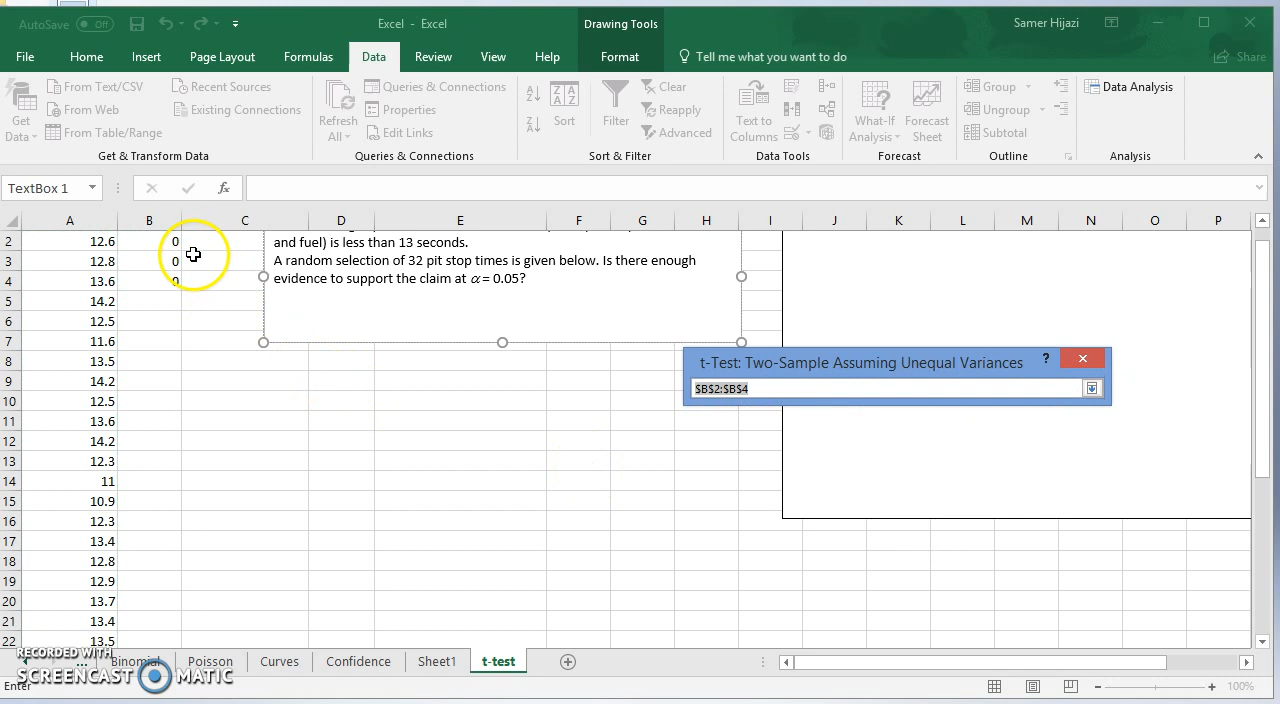 AutoSave Off Excel - Excel Drawing Tools Samer Hijazi
File Home Insert Page Layout Formulas Data Review View Help Format Tell me what you want to do Share
From Text/CSV Recent Sources Queries & Connections Clear Group Data Analysis
From Web Existing Connections Properties Reapply Ungroup
From Table/Range Edit Links Advanced Subtotal
Get Data Refresh All Sort Filter Text to Columns What-If Analysis Forecast Sheet
Get & Transform Data Queries & Connections Sort & Filter Data Tools Forecast Outline Analysis
TextBox 1 fx
A B C D E F G H I J K L M N O P
2 12.6 0 and fuel) is less than 13 seconds.
3 12.8 0 A random selection of 32 pit stop times is given below. Is there enough
4 13.6 0 evidence to support the claim at α = 0.05?
5 14.2
6 12.5
7 11.6
t-Test: Two-Sample Assuming Unequal Variances ?
$B$2:$B$4
8 13.5
9 14.2
10 12.5
11 13.6
12 14.2
13 12.3
14 11
15 10.9
16 12.3
17 13.4
18 12.8
19 12.9
20 13.7
21 13.4
22 13.5
... Binomial Poisson Curves Confidence Sheet1 t-test
RECORDED WITH
SCREENCAST MATIC
Enter 100%